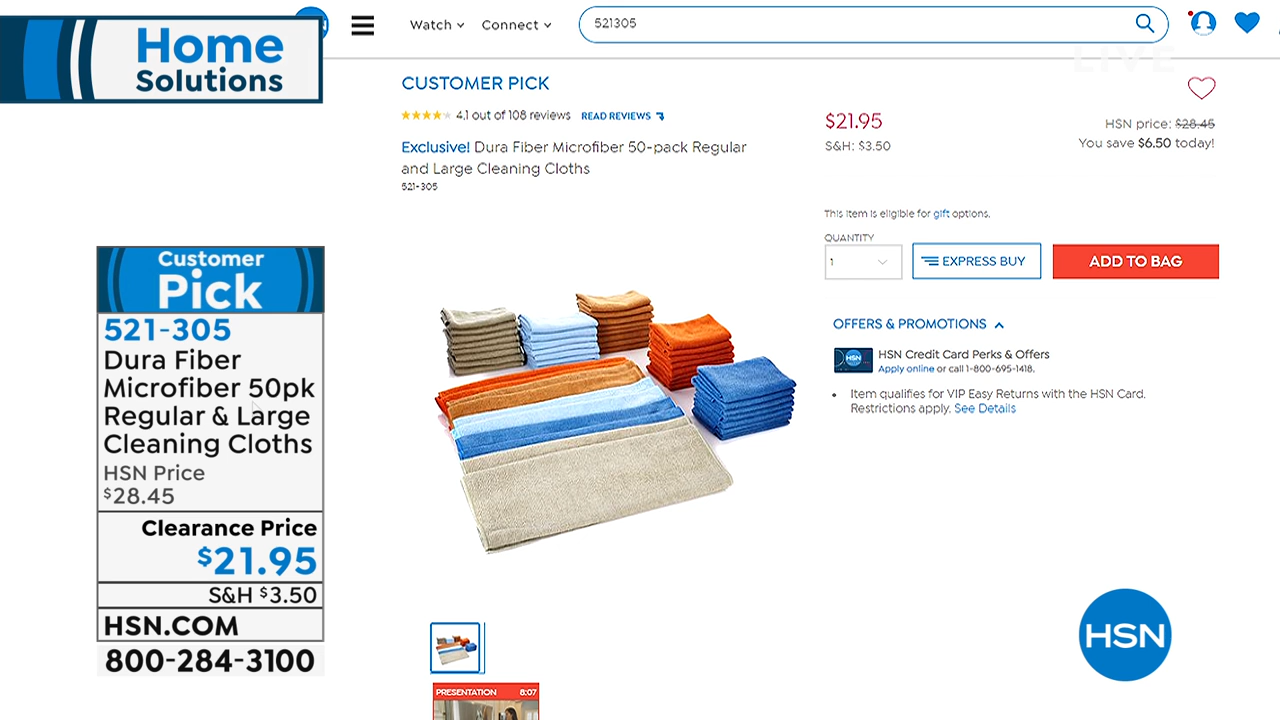 Home
Solutions
Watch
Connect
521305
LIVE
CUSTOMER PICK
4.1 out of 108 reviews
READ REVIEWS
Exclusive! Dura Fiber Microfiber 50-pack Regular
and Large Cleaning Cloths
521-305
$21.95
S&H: $3.50
HSN price: $28.45
You save $6.50 today!
This item is eligible for gift options.
QUANTITY
1
EXPRESS BUY
ADD TO BAG
OFFERS & PROMOTIONS
HSN
HSN Credit Card Perks & Offers
Apply online or call 1-800-695-1418.
• Item qualifies for VIP Easy Returns with the HSN Card.
Restrictions apply. See Details
Customer
Pick
521-305
Dura Fiber
Microfiber 50pk
Regular & Large
Cleaning Cloths
HSN Price
$28.45
Clearance Price
$21.95
S&H $3.50
HSN.COM
800-284-3100
PRESENTATION 8:07
HSN